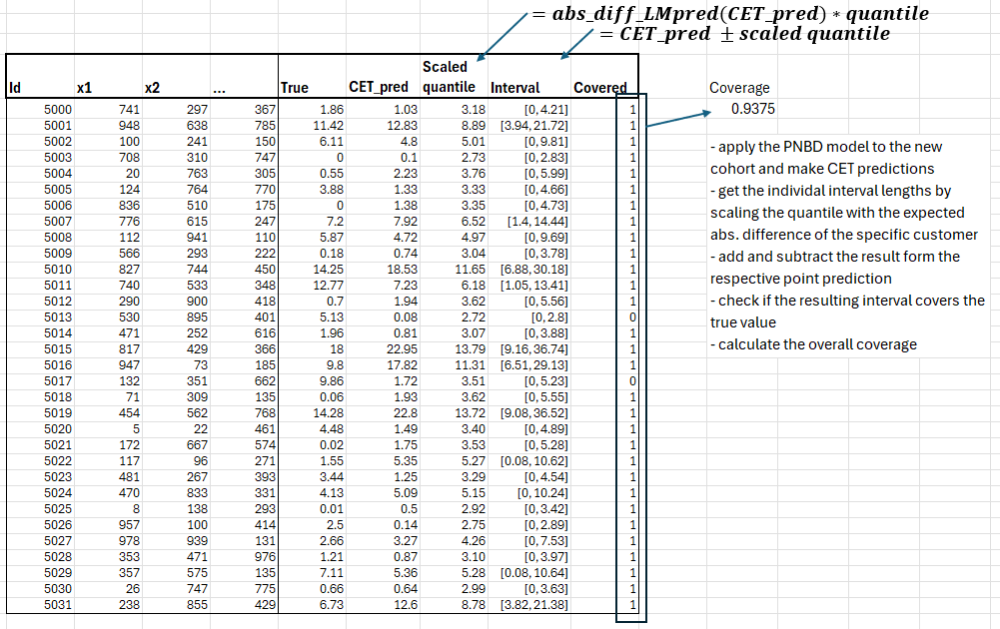 = abs_diff_LMpred(CET_pred) * quantile
= CET_pred ± scaled quantile
Id x1 x2 ... True CET_pred Scaled quantile Interval Covered
5000 741 297 367 1.86 1.03 3.18 [0, 4.21] 1
5001 948 638 785 11.42 12.83 8.89 [3.94, 21.72] 1
5002 100 241 150 6.11 4.8 5.01 [0, 9.81] 1
5003 708 310 747 0 0.1 2.73 [0, 2.83] 1
5004 20 763 305 0.55 2.23 3.76 [0, 5.99] 1
5005 124 764 770 3.88 1.33 3.33 [0, 4.66] 1
5006 836 510 175 0 1.38 3.35 [0, 4.73] 1
5007 776 615 247 7.2 7.92 6.52 [1.4, 14.44] 1
5008 112 941 110 5.87 4.72 4.97 [0, 9.69] 1
5009 566 293 222 0.18 0.74 3.04 [0, 3.78] 1
5010 827 744 450 14.25 18.53 11.65 [6.88, 30.18] 1
5011 740 533 348 12.77 7.23 6.18 [1.05, 13.41] 1
5012 290 900 418 0.7 1.94 3.62 [0, 5.56] 1
5013 530 895 401 5.13 0.08 2.72 [0, 2.8] 0
5014 471 252 616 1.96 0.81 3.07 [0, 3.88] 1
5015 817 429 366 18 22.95 13.79 [9.16, 36.74] 1
5016 947 73 185 9.8 17.82 11.31 [6.51, 29.13] 1
5017 132 351 662 9.86 1.72 3.51 [0, 5.23] 0
5018 71 309 135 0.06 1.93 3.62 [0, 5.55] 1
5019 454 562 768 14.28 22.8 13.72 [9.08, 36.52] 1
5020 5 22 461 4.48 1.49 3.40 [0, 4.89] 1
5021 172 667 574 0.02 1.75 3.53 [0, 5.28] 1
5022 117 96 271 1.55 5.35 5.27 [0.08, 10.62] 1
5023 481 267 393 3.44 1.25 3.29 [0, 4.54] 1
5024 470 833 331 4.13 5.09 5.15 [0, 10.24] 1
5025 8 138 293 0.01 0.5 2.92 [0, 3.42] 1
5026 957 100 414 2.5 0.14 2.75 [0, 2.89] 1
5027 978 939 131 2.66 3.27 4.26 [0, 7.53] 1
5028 353 471 976 1.21 0.87 3.10 [0, 3.97] 1
5029 357 575 135 7.11 5.36 5.28 [0.08, 10.64] 1
5030 26 747 775 0.66 0.64 2.99 [0, 3.63] 1
5031 238 855 429 6.73 12.6 8.78 [3.82, 21.38] 1
Coverage
0.9375
- apply the PNBD model to the new
cohort and make CET predictions
- get the individal interval lengths by
scaling the quantile with the expected
abs. difference of the specific customer
- add and subtract the result form the
respective point prediction
- check if the resulting interval covers the
true value
- calculate the overall coverage